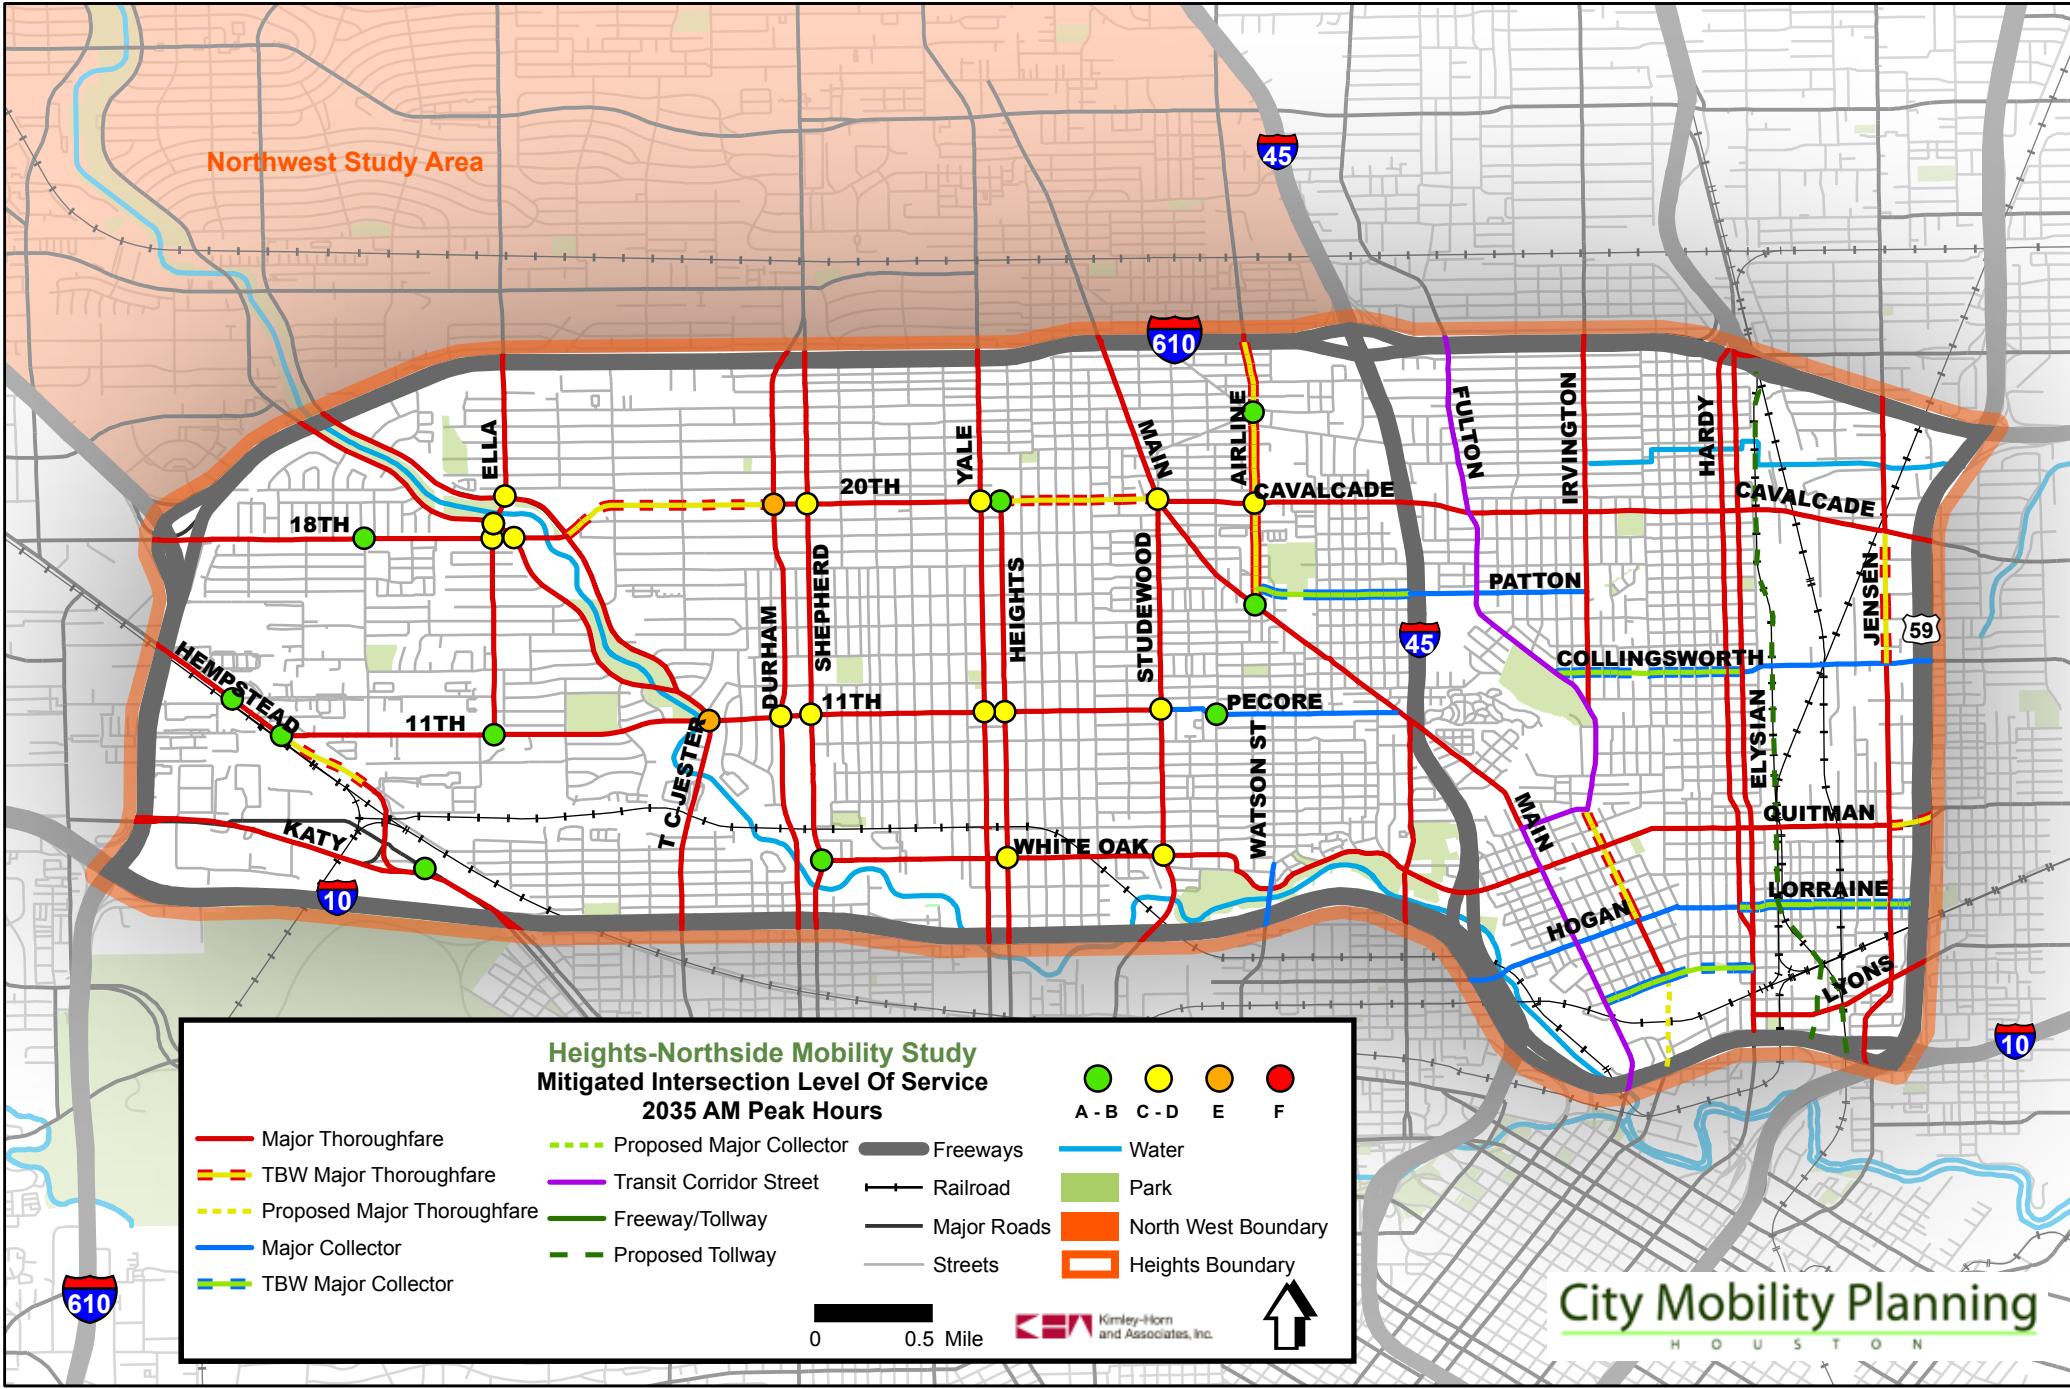 Northwest Study Area
45
610
ELLA
YALE
MAIN
AIRLINE
FULTON
IRVINGTON
HARDY
20TH
CAVALCADE
CAVALCADE
18TH
SHEPHERD
HEIGHTS
STUDEWOOD
PATTON
JENSEN
59
45
DURHAM
COLLINGSWORTH
HEMPSTEAD
11TH
11TH
PECORE
T C JESTER
WATSON ST
ELYSIAN
MAIN
QUITMAN
KATY
WHITE OAK
10
LORRAINE
HOGAN
LYONS
10
Heights-Northside Mobility Study
Mitigated Intersection Level Of Service
2035 AM Peak Hours
A - B
C - D
E
F
Major Thoroughfare
TBW Major Thoroughfare
Proposed Major Thoroughfare
Major Collector
TBW Major Collector
Proposed Major Collector
Transit Corridor Street
Freeway/Tollway
Proposed Tollway
Freeways
Railroad
Major Roads
Streets
Water
Park
North West Boundary
Heights Boundary
0 0.5 Mile
Kimley-Horn
and Associates, Inc.
610
City Mobility Planning
HOUSTON